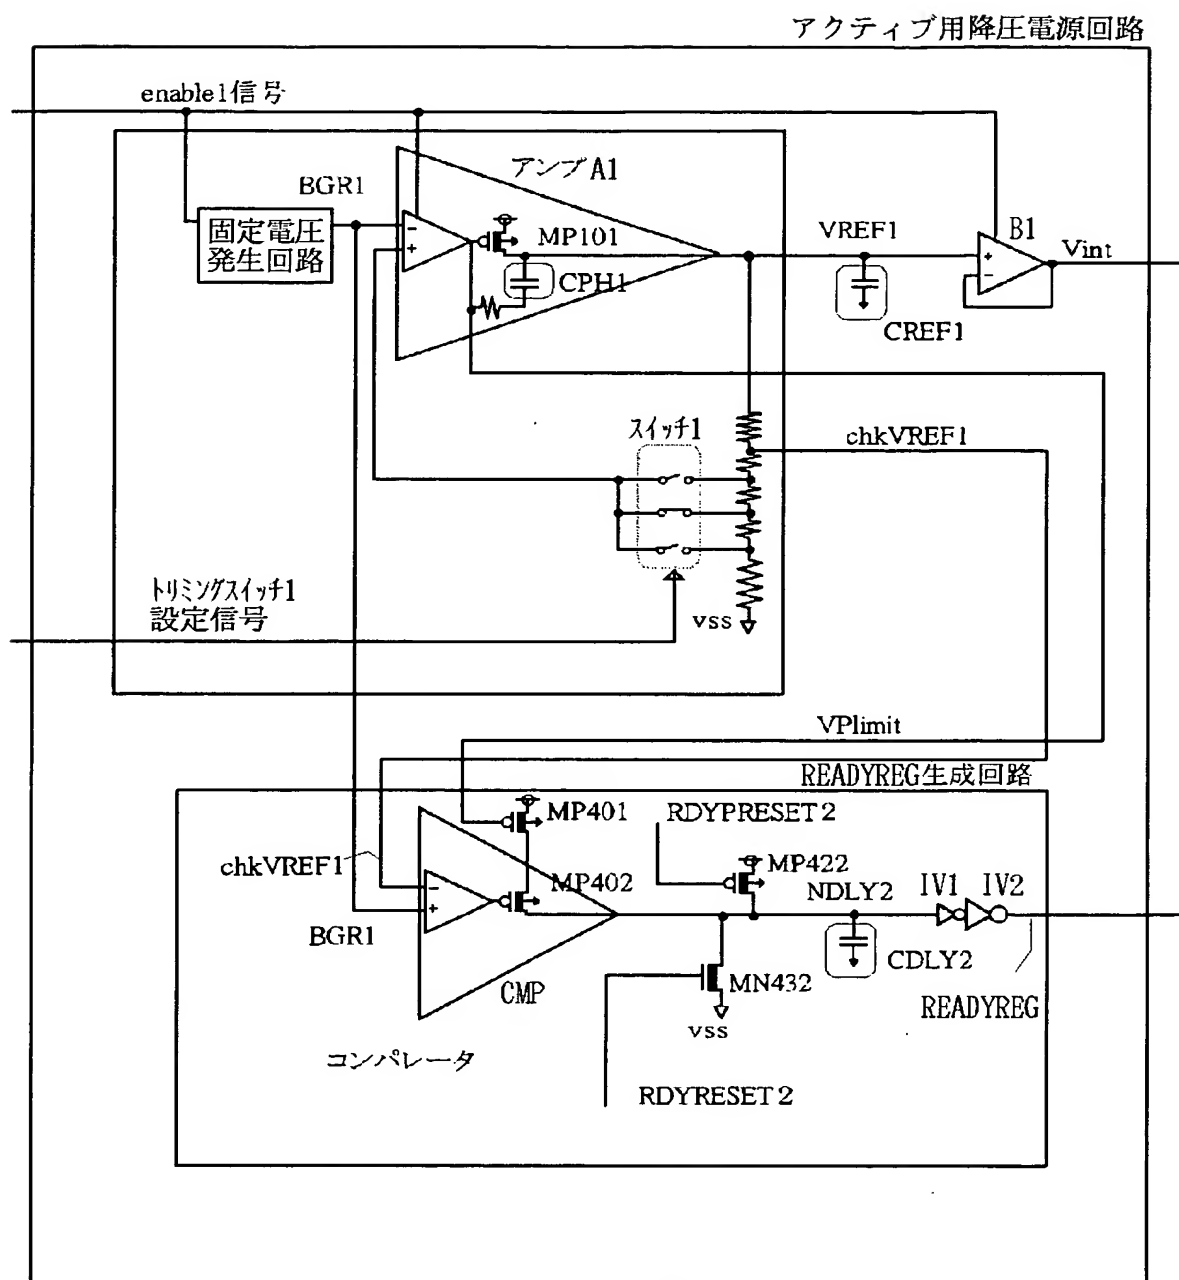 アクティブ用降圧電源回路
enable1信号
アンプA1
BGR1
固定電圧
発生回路
MP101
CPH1
VREF1
CREF1
B1
Vint
スイッチ1
chkVREF1
トリミングスイッチ1
設定信号
vss
VPlimit
READYREG生成回路
MP401
RDYPRESET2
chkVREF1
MP402
MP422
NDLY2
IV1
IV2
BGR1
CMP
MN432
CDLY2
vss
READYREG
コンパレータ
RDYRESET2